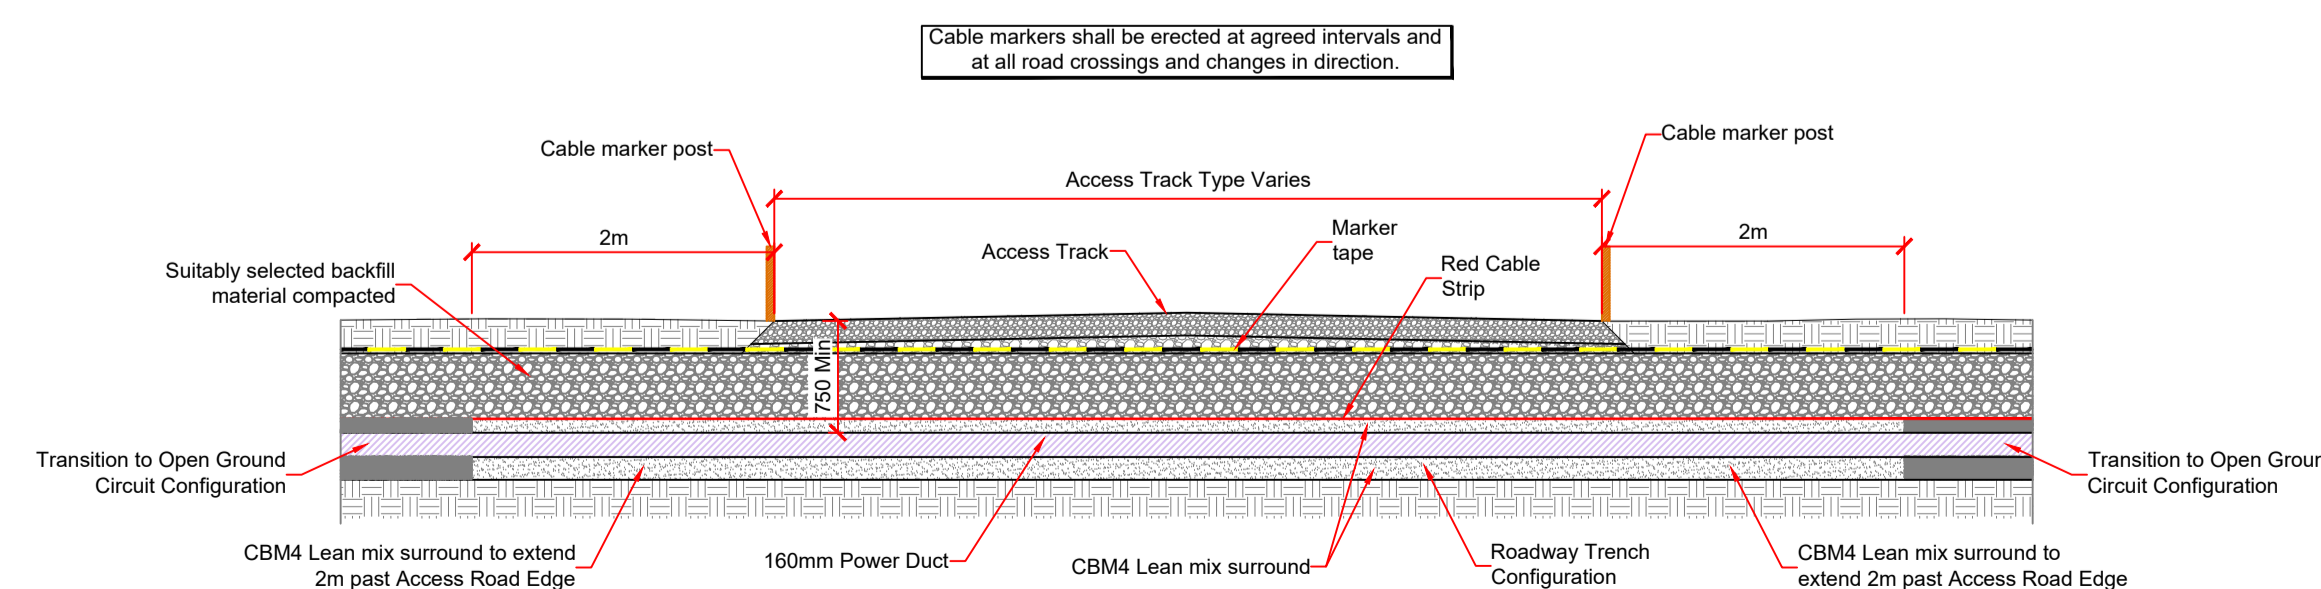 Cable markers shall be erected at agreed intervals and
at all road crossings and changes in direction.
Cable marker post
Cable marker post
Access Track Type Varies
2m
Access Track
Marker
tape
2m
Suitably selected backfill
material compacted
Red Cable
Strip
750 Min
Transition to Open Ground
Circuit Configuration
Transition to Open Groun
Circuit Configuration
CBM4 Lean mix surround to extend
2m past Access Road Edge
160mm Power Duct
CBM4 Lean mix surround
Roadway Trench
Configuration
CBM4 Lean mix surround to
extend 2m past Access Road Edge